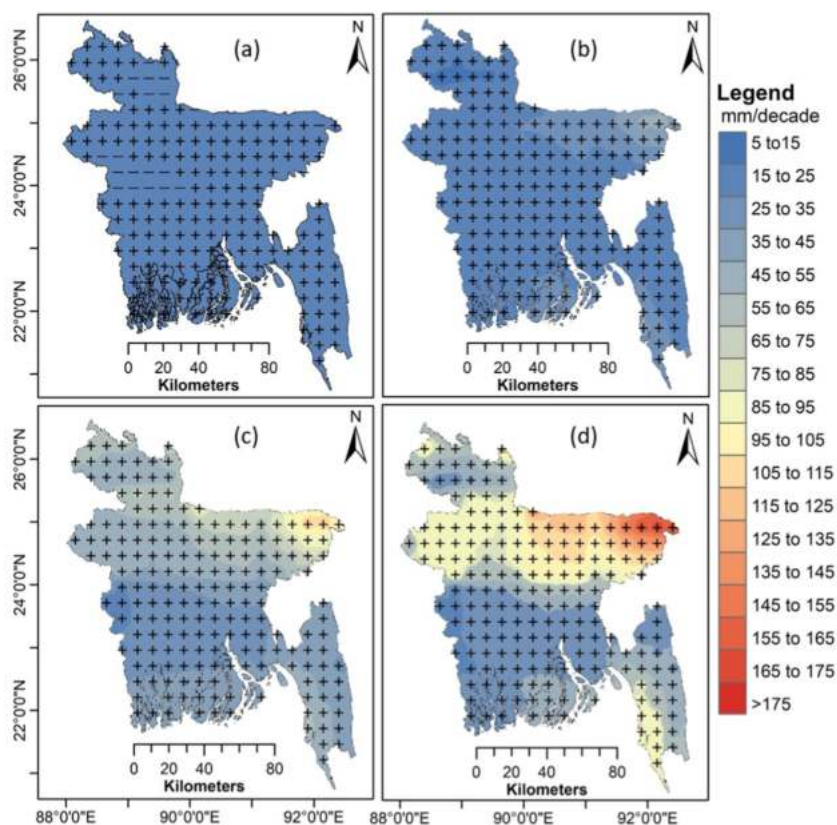 (a)
N
26°0'0"N
24°0'0"N
22°0'0"N
0 20 40 60 80
Kilometers
(b)
N
0 20 40 60 80
Kilometers
Legend
mm/decade
5 to15
15 to 25
25 to 35
35 to 45
45 to 55
55 to 65
65 to 75
75 to 85
85 to 95
95 to 105
105 to 115
115 to 125
125 to 135
135 to 145
145 to 155
155 to 165
165 to 175
>175
(c)
N
26°0'0"N
24°0'0"N
22°0'0"N
0 20 40 60 80
Kilometers
88°0'0"E 90°0'0"E 92°0'0"E
(d)
N
0 20 40 60 80
Kilometers
88°0'0"E 90°0'0"E 92°0'0"E